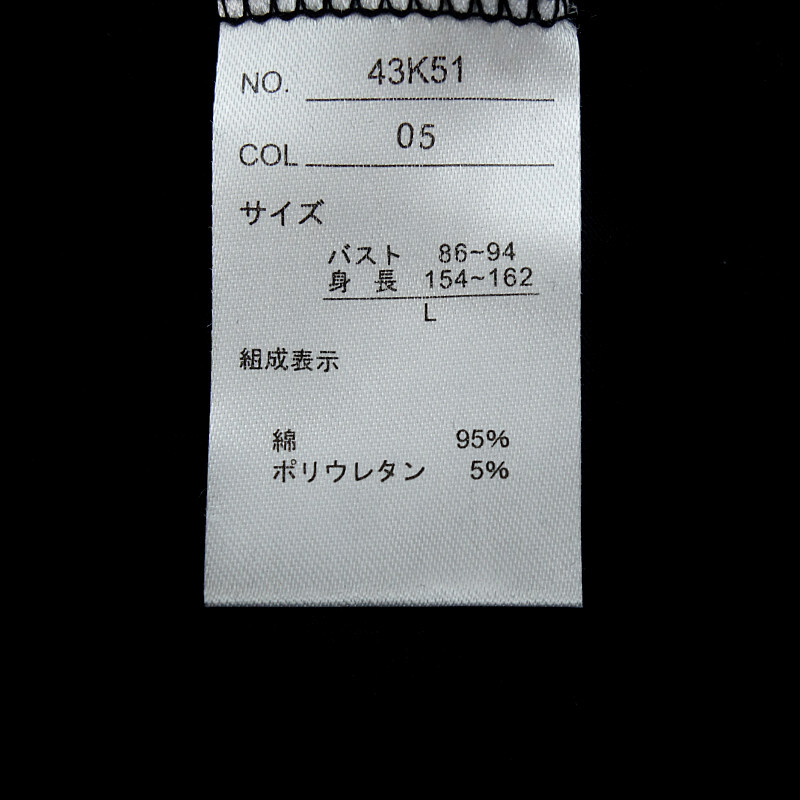 NO. 43K51
COL 05
サイズ
バスト 86~94
身長 154~162
L
組成表示
綿 95%
ポリウレタン 5%